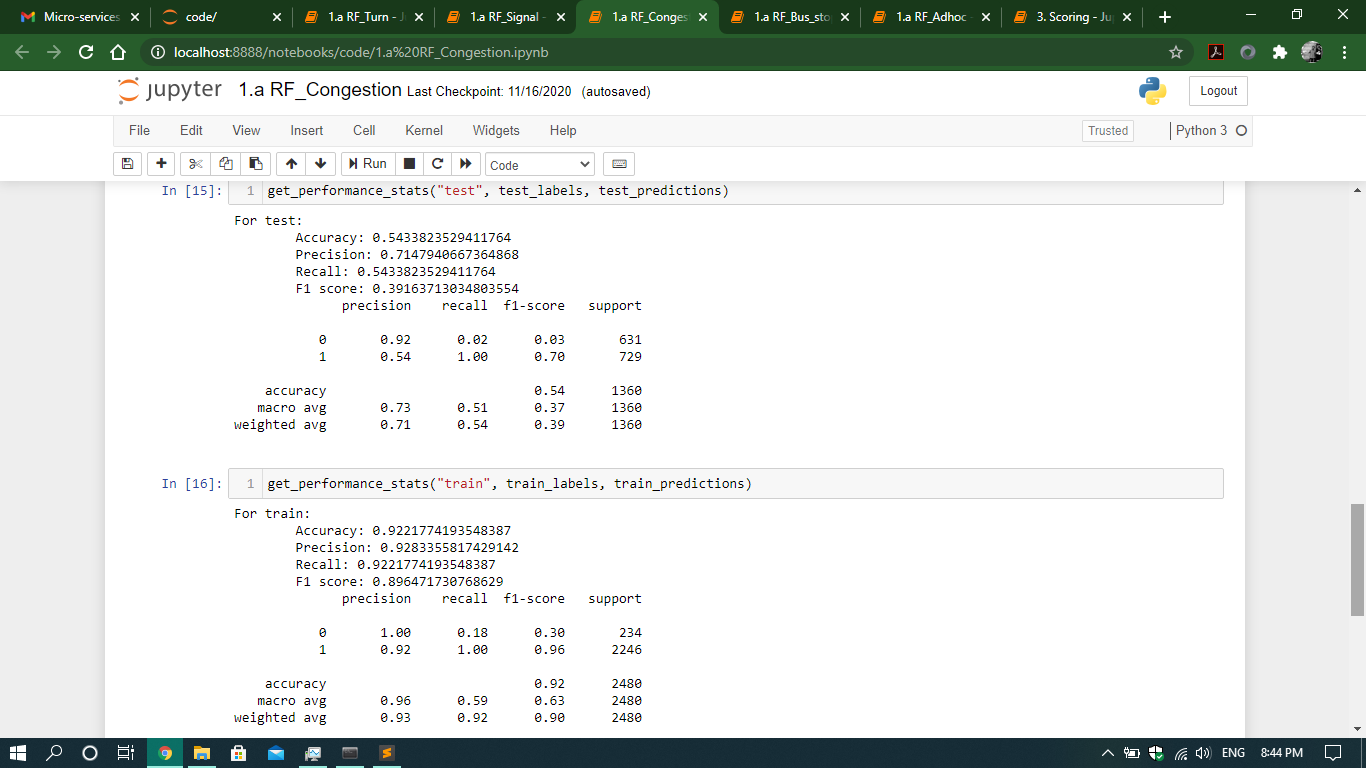 Micro-services
code/
1.a RF_Turn - J
1.a RF_Signal -
1.a RF_Conges
1.a RF_Bus_sto
1.a RF_Adhoc -
3. Scoring - Ju
localhost:8888/notebooks/code/1.a%20RF_Congestion.ipynb
jupyter 1.a RF_Congestion Last Checkpoint: 11/16/2020 (autosaved)
Logout
File Edit View Insert Cell Kernel Widgets Help Trusted Python 3
Run Code
In [15]: 1 get_performance_stats("test", test_labels, test_predictions)
For test:
Accuracy: 0.5433823529411764
Precision: 0.7147940667364868
Recall: 0.5433823529411764
F1 score: 0.39163713034803554
precision recall f1-score support
0 0.92 0.02 0.03 631
1 0.54 1.00 0.70 729
accuracy 0.54 1360
macro avg 0.73 0.51 0.37 1360
weighted avg 0.71 0.54 0.39 1360
In [16]: 1 get_performance_stats("train", train_labels, train_predictions)
For train:
Accuracy: 0.9221774193548387
Precision: 0.9283355817429142
Recall: 0.9221774193548387
F1 score: 0.896471730768629
precision recall f1-score support
0 1.00 0.18 0.30 234
1 0.92 1.00 0.96 2246
accuracy 0.92 2480
macro avg 0.96 0.59 0.63 2480
weighted avg 0.93 0.92 0.90 2480
ENG 8:44 PM